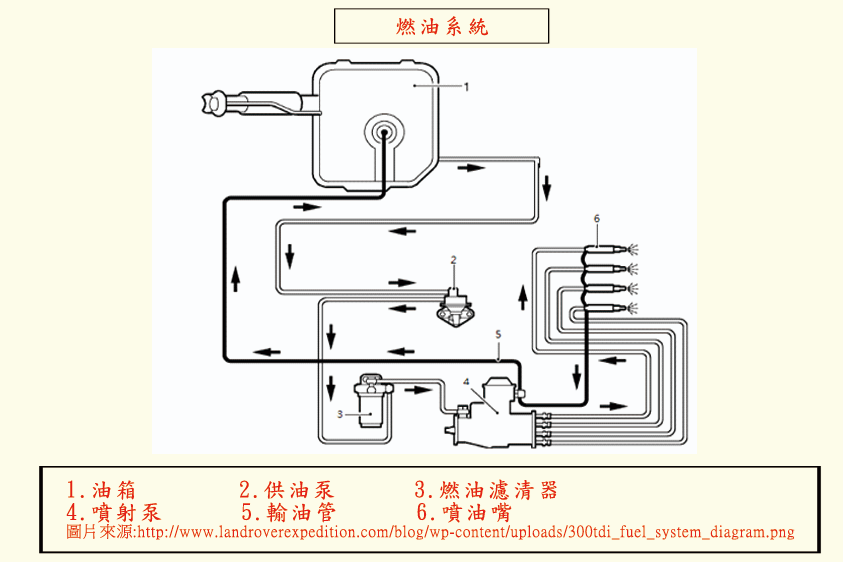 燃油系統
1
2
6
5
4
3
1.油箱 2.供油泵 3.燃油濾清器
4.噴射泵 5.輸油管 6.噴油嘴
圖片來源:http://www.landroverexpedition.com/blog/wp-content/uploads/300tdi_fuel_system_diagram.png